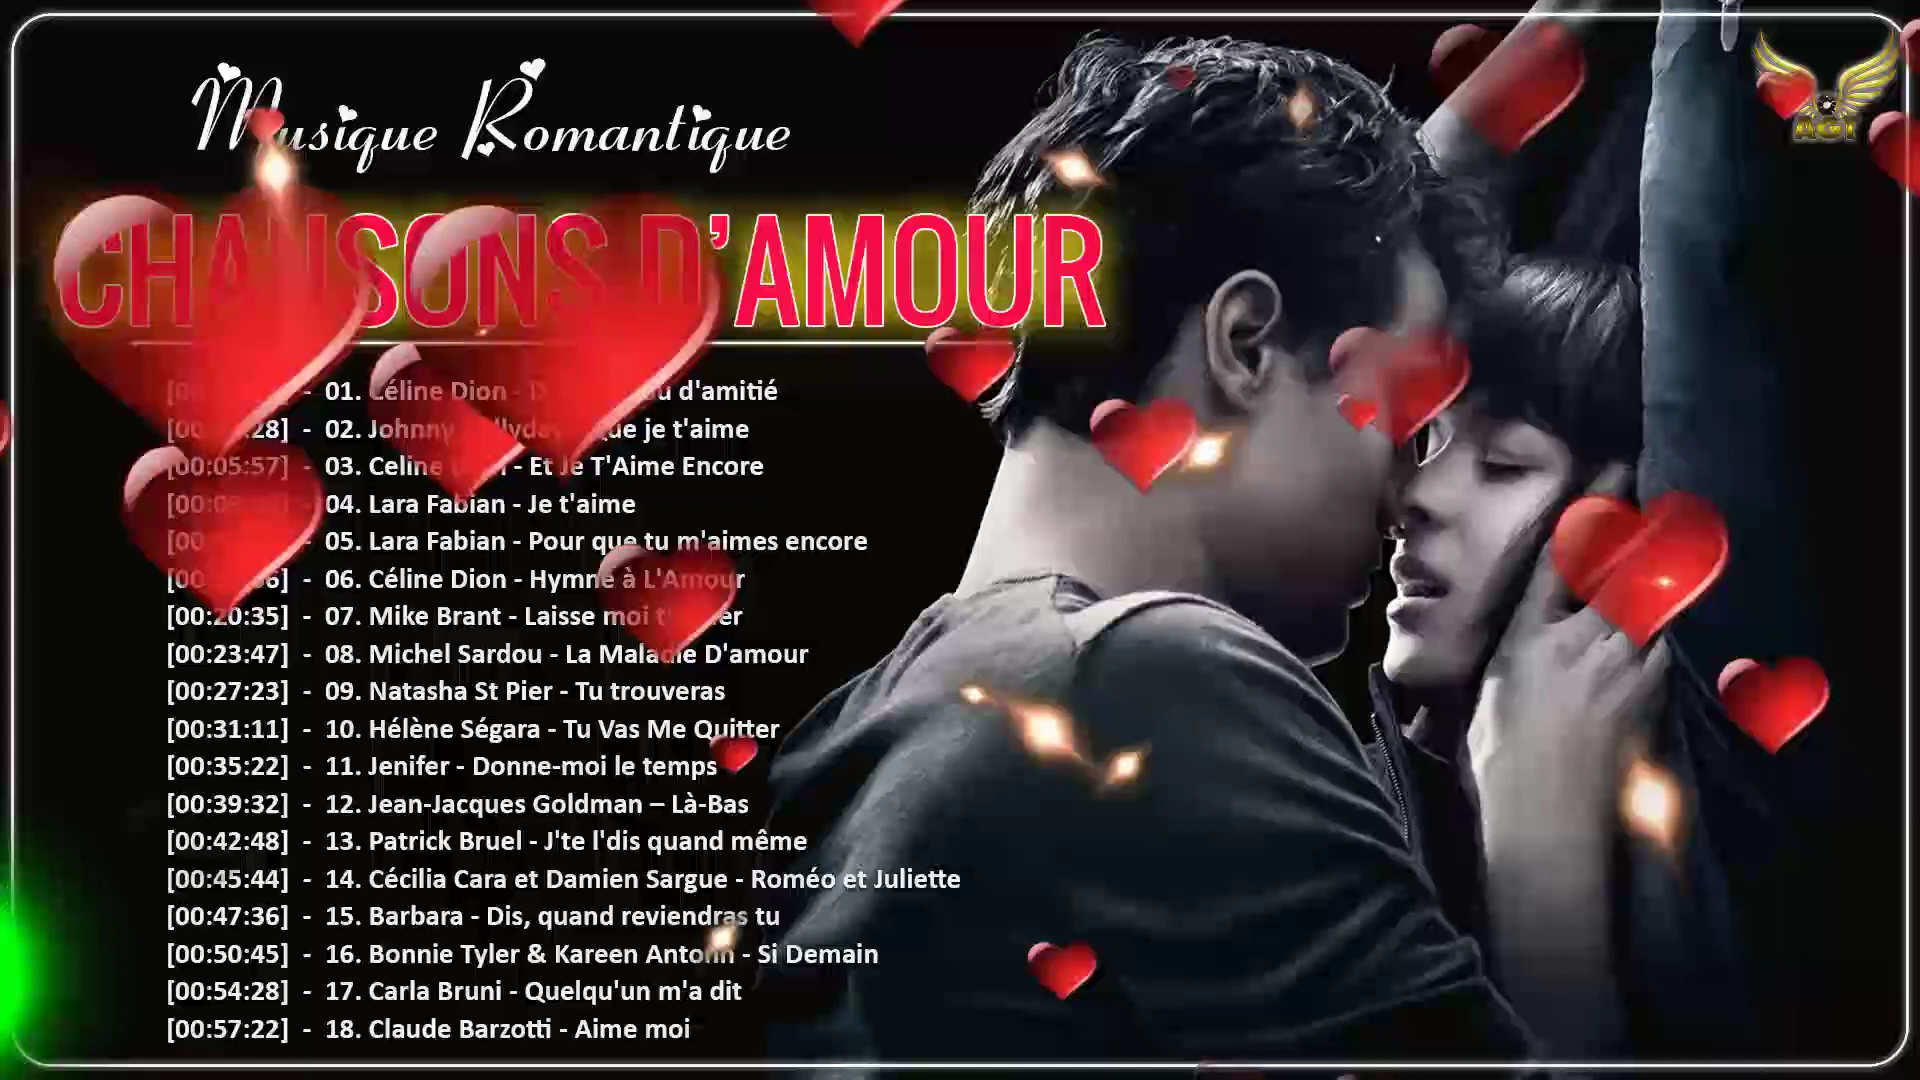 Musique Romantique
CHANSONS D'AMOUR
- 01. Céline Dion - d'amitié
28] - 02. Johnny Hallyday - Que je t'aime
[00:05:57] - 03. Celine Dion - Et Je T'Aime Encore
- 04. Lara Fabian - Je t'aime
- 05. Lara Fabian - Pour que tu m'aimes encore
- 06. Céline Dion - Hymne à L'Amour
[00:20:35] - 07. Mike Brant - Laisse moi t'aimer
[00:23:47] - 08. Michel Sardou - La Maladie D'amour
[00:27:23] - 09. Natasha St Pier - Tu trouveras
[00:31:11] - 10. Hélène Ségara - Tu Vas Me Quitter
[00:35:22] - 11. Jenifer - Donne-moi le temps
[00:39:32] - 12. Jean-Jacques Goldman – Là-Bas
[00:42:48] - 13. Patrick Bruel - J'te l'dis quand même
[00:45:44] - 14. Cécilia Cara et Damien Sargue - Roméo et Juliette
[00:47:36] - 15. Barbara - Dis, quand reviendras tu
[00:50:45] - 16. Bonnie Tyler & Kareen Antonn - Si Demain
[00:54:28] - 17. Carla Bruni - Quelqu'un m'a dit
[00:57:22] - 18. Claude Barzotti - Aime moi